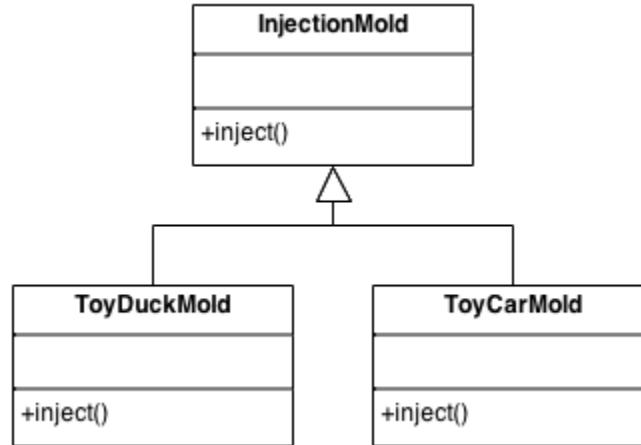 InjectionMold
+inject()
ToyDuckMold
+inject()
ToyCarMold
+inject()